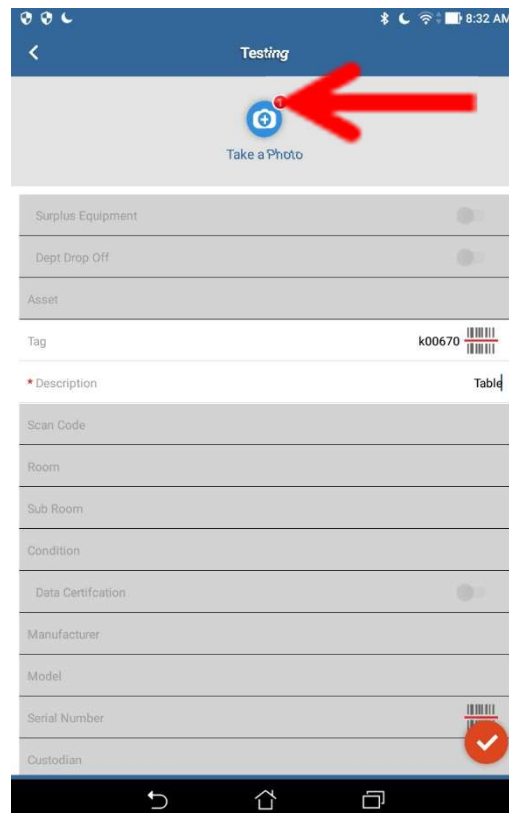 8:32 AM
Testing
1
Take a Photo
Surplus Equipment
Dept Drop Off
Asset
Tag k00670
* Description Table
Scan Code
Room
Sub Room
Condition
Data Certifcation
Manufacturer
Model
Serial Number
Custodian